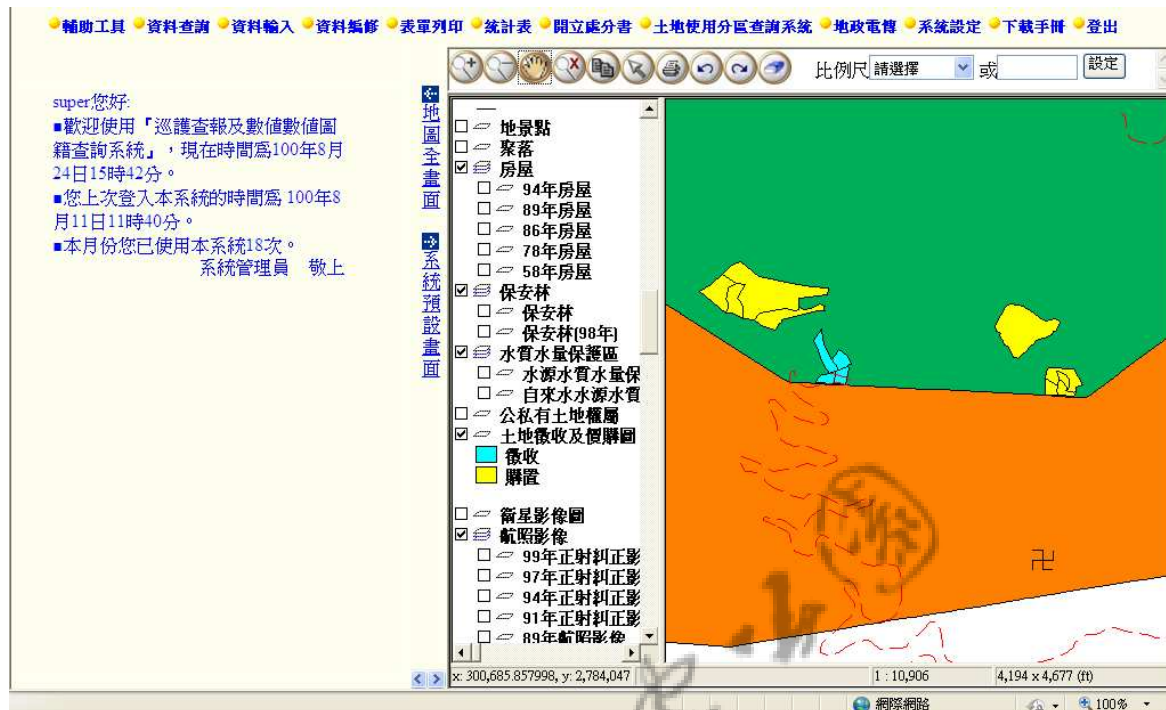 輔助工具 資料查詢 資料輸入 資料編修 表單列印 統計表 開立處分書 土地使用分區查詢系統 地政電傳 系統設定 下載手冊 登出
比例尺 請選擇 或 設定
super您好:
■歡迎使用『巡護查報及數值數值圖
籍查詢系統』，現在時間為100年8月
24日15時42分。
■您上次登入本系統的時間為 100年8
月11日11時40分。
■本月份您已使用本系統18次。
系統管理員 敬上
地圖全畫面
系統預設畫面
地景點
聚落
房屋
94年房屋
89年房屋
86年房屋
78年房屋
58年房屋
保安林
保安林
保安林(98年)
水質水量保護區
水源水質水量保
自來水水源水質
公私有土地權屬
土地徵收及價購圖
徵收
購置
衛星影像圖
航照影像
99年正射糾正影
97年正射糾正影
94年正射糾正影
91年正射糾正影
89年航照影像
卍
x: 300,685.857998, y: 2,784,047
1 : 10,906
4,194 x 4,677 (ft)
網際網路
100%